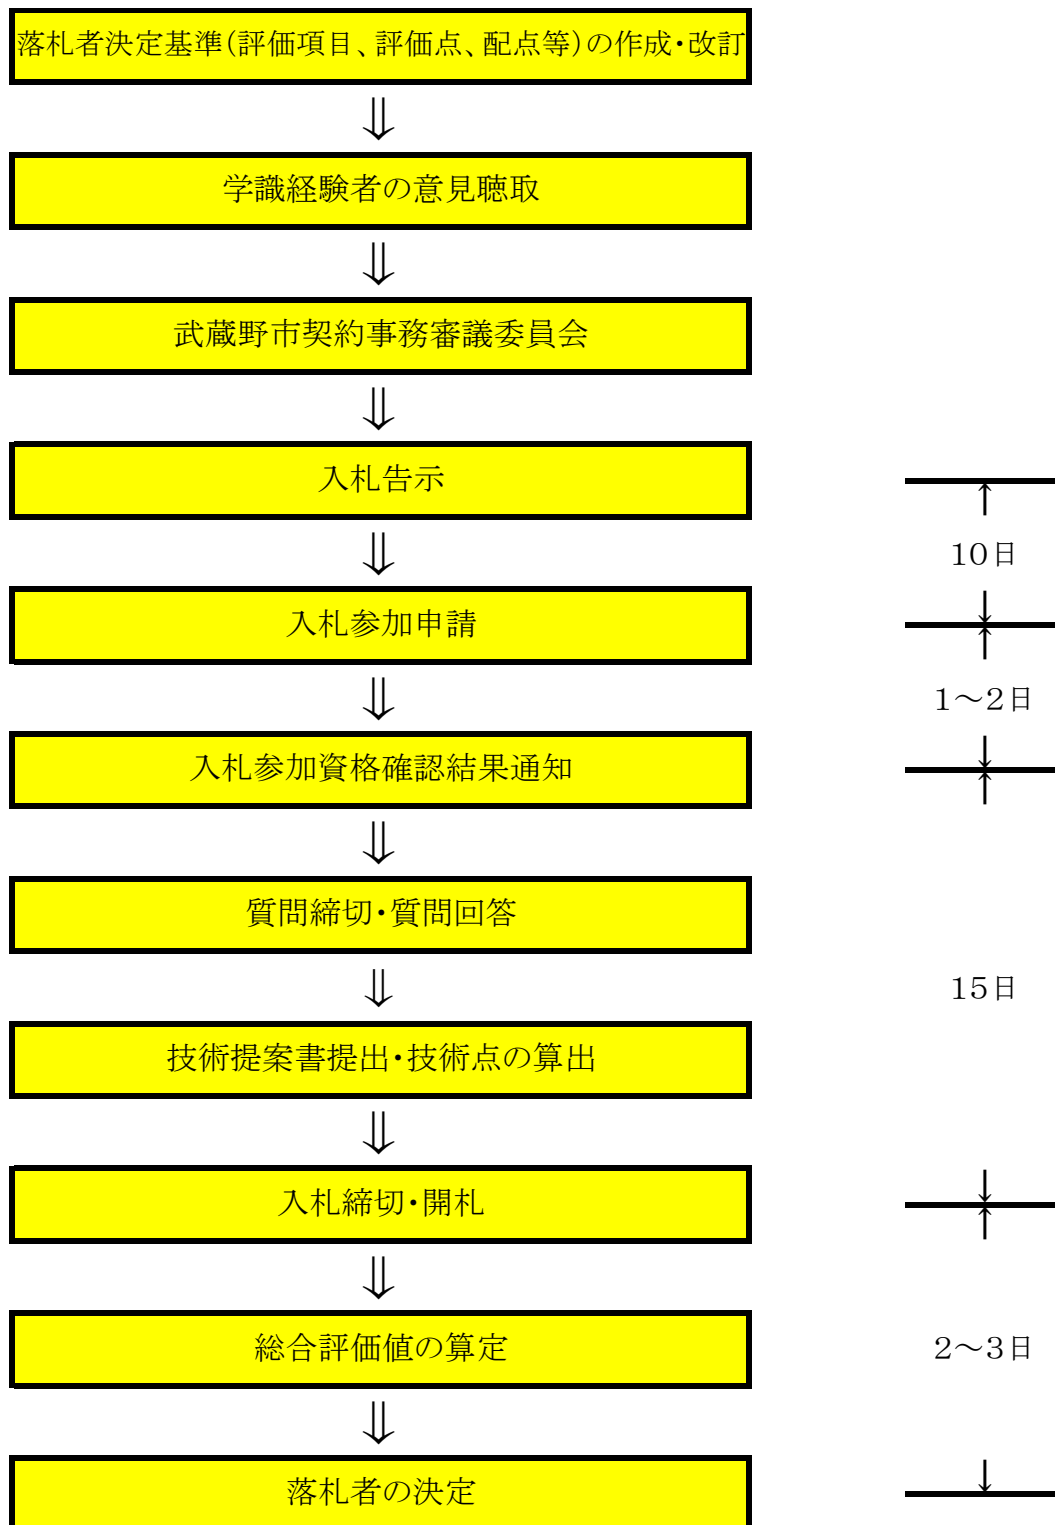 落札者決定基準(評価項目、評価点、配点等)の作成・改訂
⇓
学識経験者の意見聴取
⇓
武蔵野市契約事務審議委員会
⇓
入札告示
↑
⇓
10日
↓
入札参加申請
↑
⇓
1～2日
↓
入札参加資格確認結果通知
↑
⇓
質問締切・質問回答
⇓
15日
技術提案書提出・技術点の算出
⇓
↓
入札締切・開札
↑
⇓
総合評価値の算定
2～3日
⇓
↓
落札者の決定